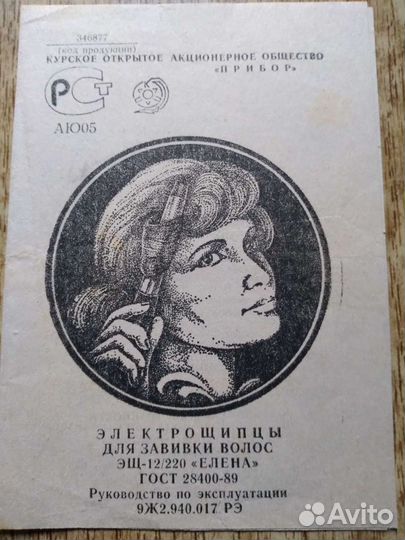 346877
(код продукции)
КУРСКОЕ ОТКРЫТОЕ АКЦИОНЕРНОЕ ОБЩЕСТВО
«ПРИБОР»
РСТ
АЮ05
ЭЛЕКТРОЩИПЦЫ
ДЛЯ ЗАВИВКИ ВОЛОС
ЭЩ-12/220 «ЕЛЕНА»
ГОСТ 28400-89
Руководство по эксплуатации
9Ж2.940.017 РЭ
Avito